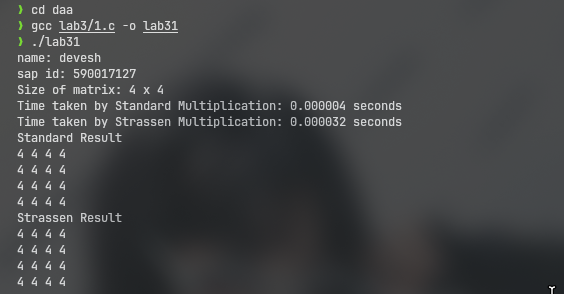 ❯ cd daa
❯ gcc lab3/1.c -o lab31
❯ ./lab31
name: devesh
sap id: 590017127
Size of matrix: 4 x 4
Time taken by Standard Multiplication: 0.000004 seconds
Time taken by Strassen Multiplication: 0.000032 seconds
Standard Result
4 4 4 4
4 4 4 4
4 4 4 4
4 4 4 4
Strassen Result
4 4 4 4
4 4 4 4
4 4 4 4
4 4 4 4